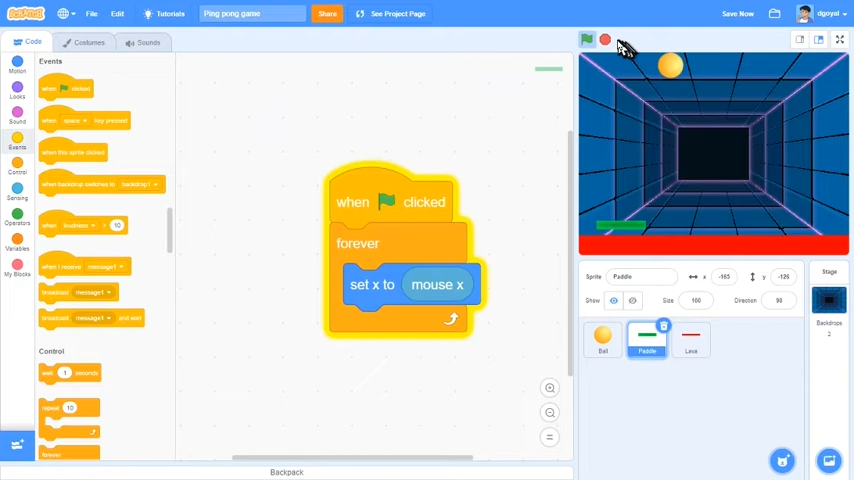 SCRATCH
File
Edit
Tutorials
Ping pong game
Share
See Project Page
Save Now
dgoyal
Code
Costumes
Sounds
Motion
Looks
Sound
Events
Control
Sensing
Operators
Variables
My Blocks
Events
when clicked
when space key pressed
when this sprite clicked
when backdrop switches to backdrop1
when loudness > 10
when I receive message1
broadcast message1
broadcast message1 and wait
Control
wait 1 seconds
repeat 10
forever
when clicked
forever
set x to mouse x
Sprite
Paddle
x
-165
y
-125
Show
Size
100
Direction
90
Ball
Paddle
Lava
Stage
Backdrops
2
Backpack